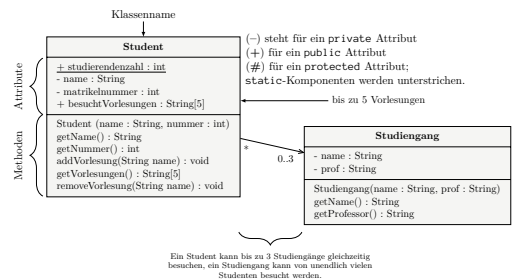 Klassenname
Student
+ studierendenzahl : int
- name : String
- matrikelnummer : int
+ besuchtVorlesungen : String[5]
Student (name : String, nummer : int)
getName() : String
getNummer() : int
addVorlesung(String name) : void
getVorlesungen() : String[5]
removeVorlesung(String name) : void
Attribute
Methoden
(–) steht für ein private Attribut
(+) für ein public Attribut
(#) für ein protected Attribut;
static-Komponenten werden unterstrichen.
bis zu 5 Vorlesungen
*
0..3
Studiengang
- name : String
- prof : String
Studiengang(name : String, prof : String)
getName() : String
getProfessor() : String
Ein Student kann bis zu 3 Studiengänge gleichzeitig
besuchen, ein Studiengang kann von unendlich vielen
Studenten besucht werden.